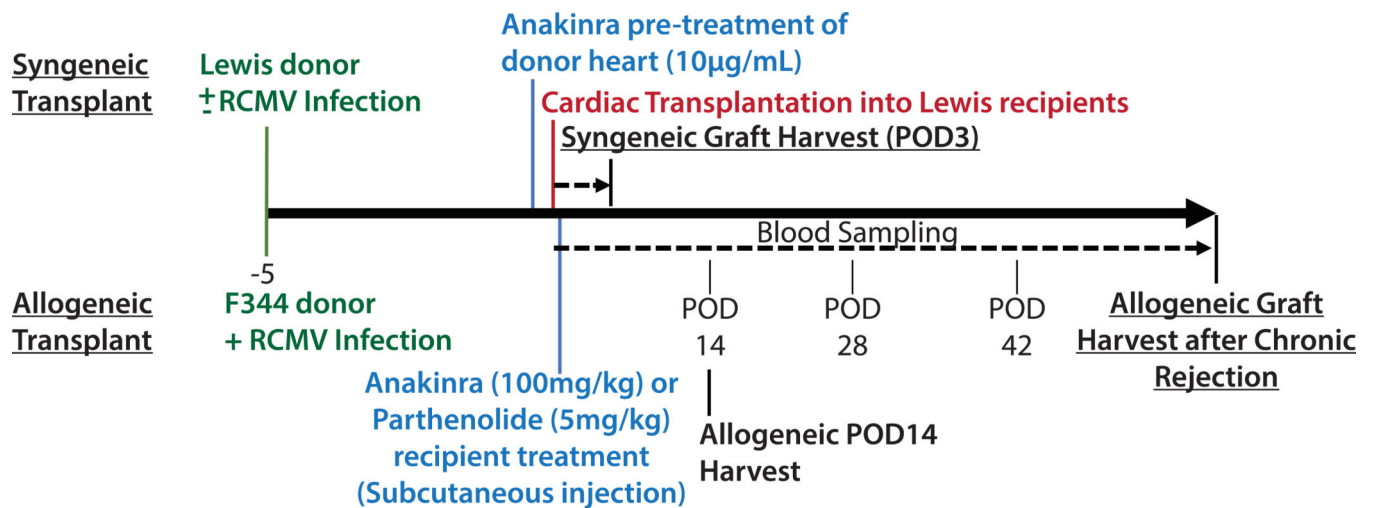 Syngeneic
Transplant
Lewis donor
±RCMV Infection
Anakinra pre-treatment of
donor heart (10µg/mL)
Cardiac Transplantation into Lewis recipients
Syngeneic Graft Harvest (POD3)
Blood Sampling
-5
Allogeneic
Transplant
F344 donor
+ RCMV Infection
Anakinra (100mg/kg) or
Parthenolide (5mg/kg)
recipient treatment
(Subcutaneous injection)
POD
14
POD
28
POD
42
Allogeneic POD14
Harvest
Allogeneic Graft
Harvest after Chronic
Rejection